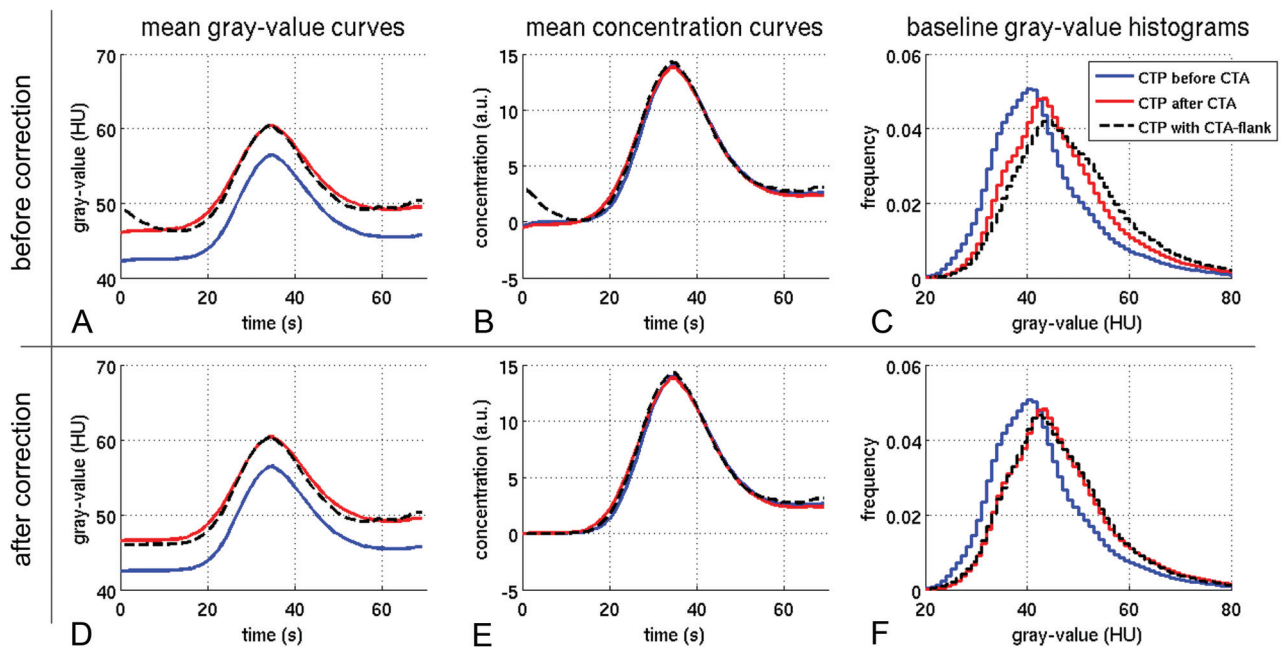 mean gray-value curves
mean concentration curves
baseline gray-value histograms
before correction
gray-value (HU)
70
60
50
40
0
20
40
60
time (s)
A
concentration (a.u.)
15
10
5
0
-5
0
20
40
60
time (s)
B
frequency
0.06
0.04
0.02
0
20
40
60
80
gray-value (HU)
C
CTP before CTA
CTP after CTA
CTP with CTA-flank
after correction
gray-value (HU)
70
60
50
40
0
20
40
60
time (s)
D
concentration (a.u.)
15
10
5
0
-5
0
20
40
60
time (s)
E
frequency
0.06
0.04
0.02
0
20
40
60
80
gray-value (HU)
F